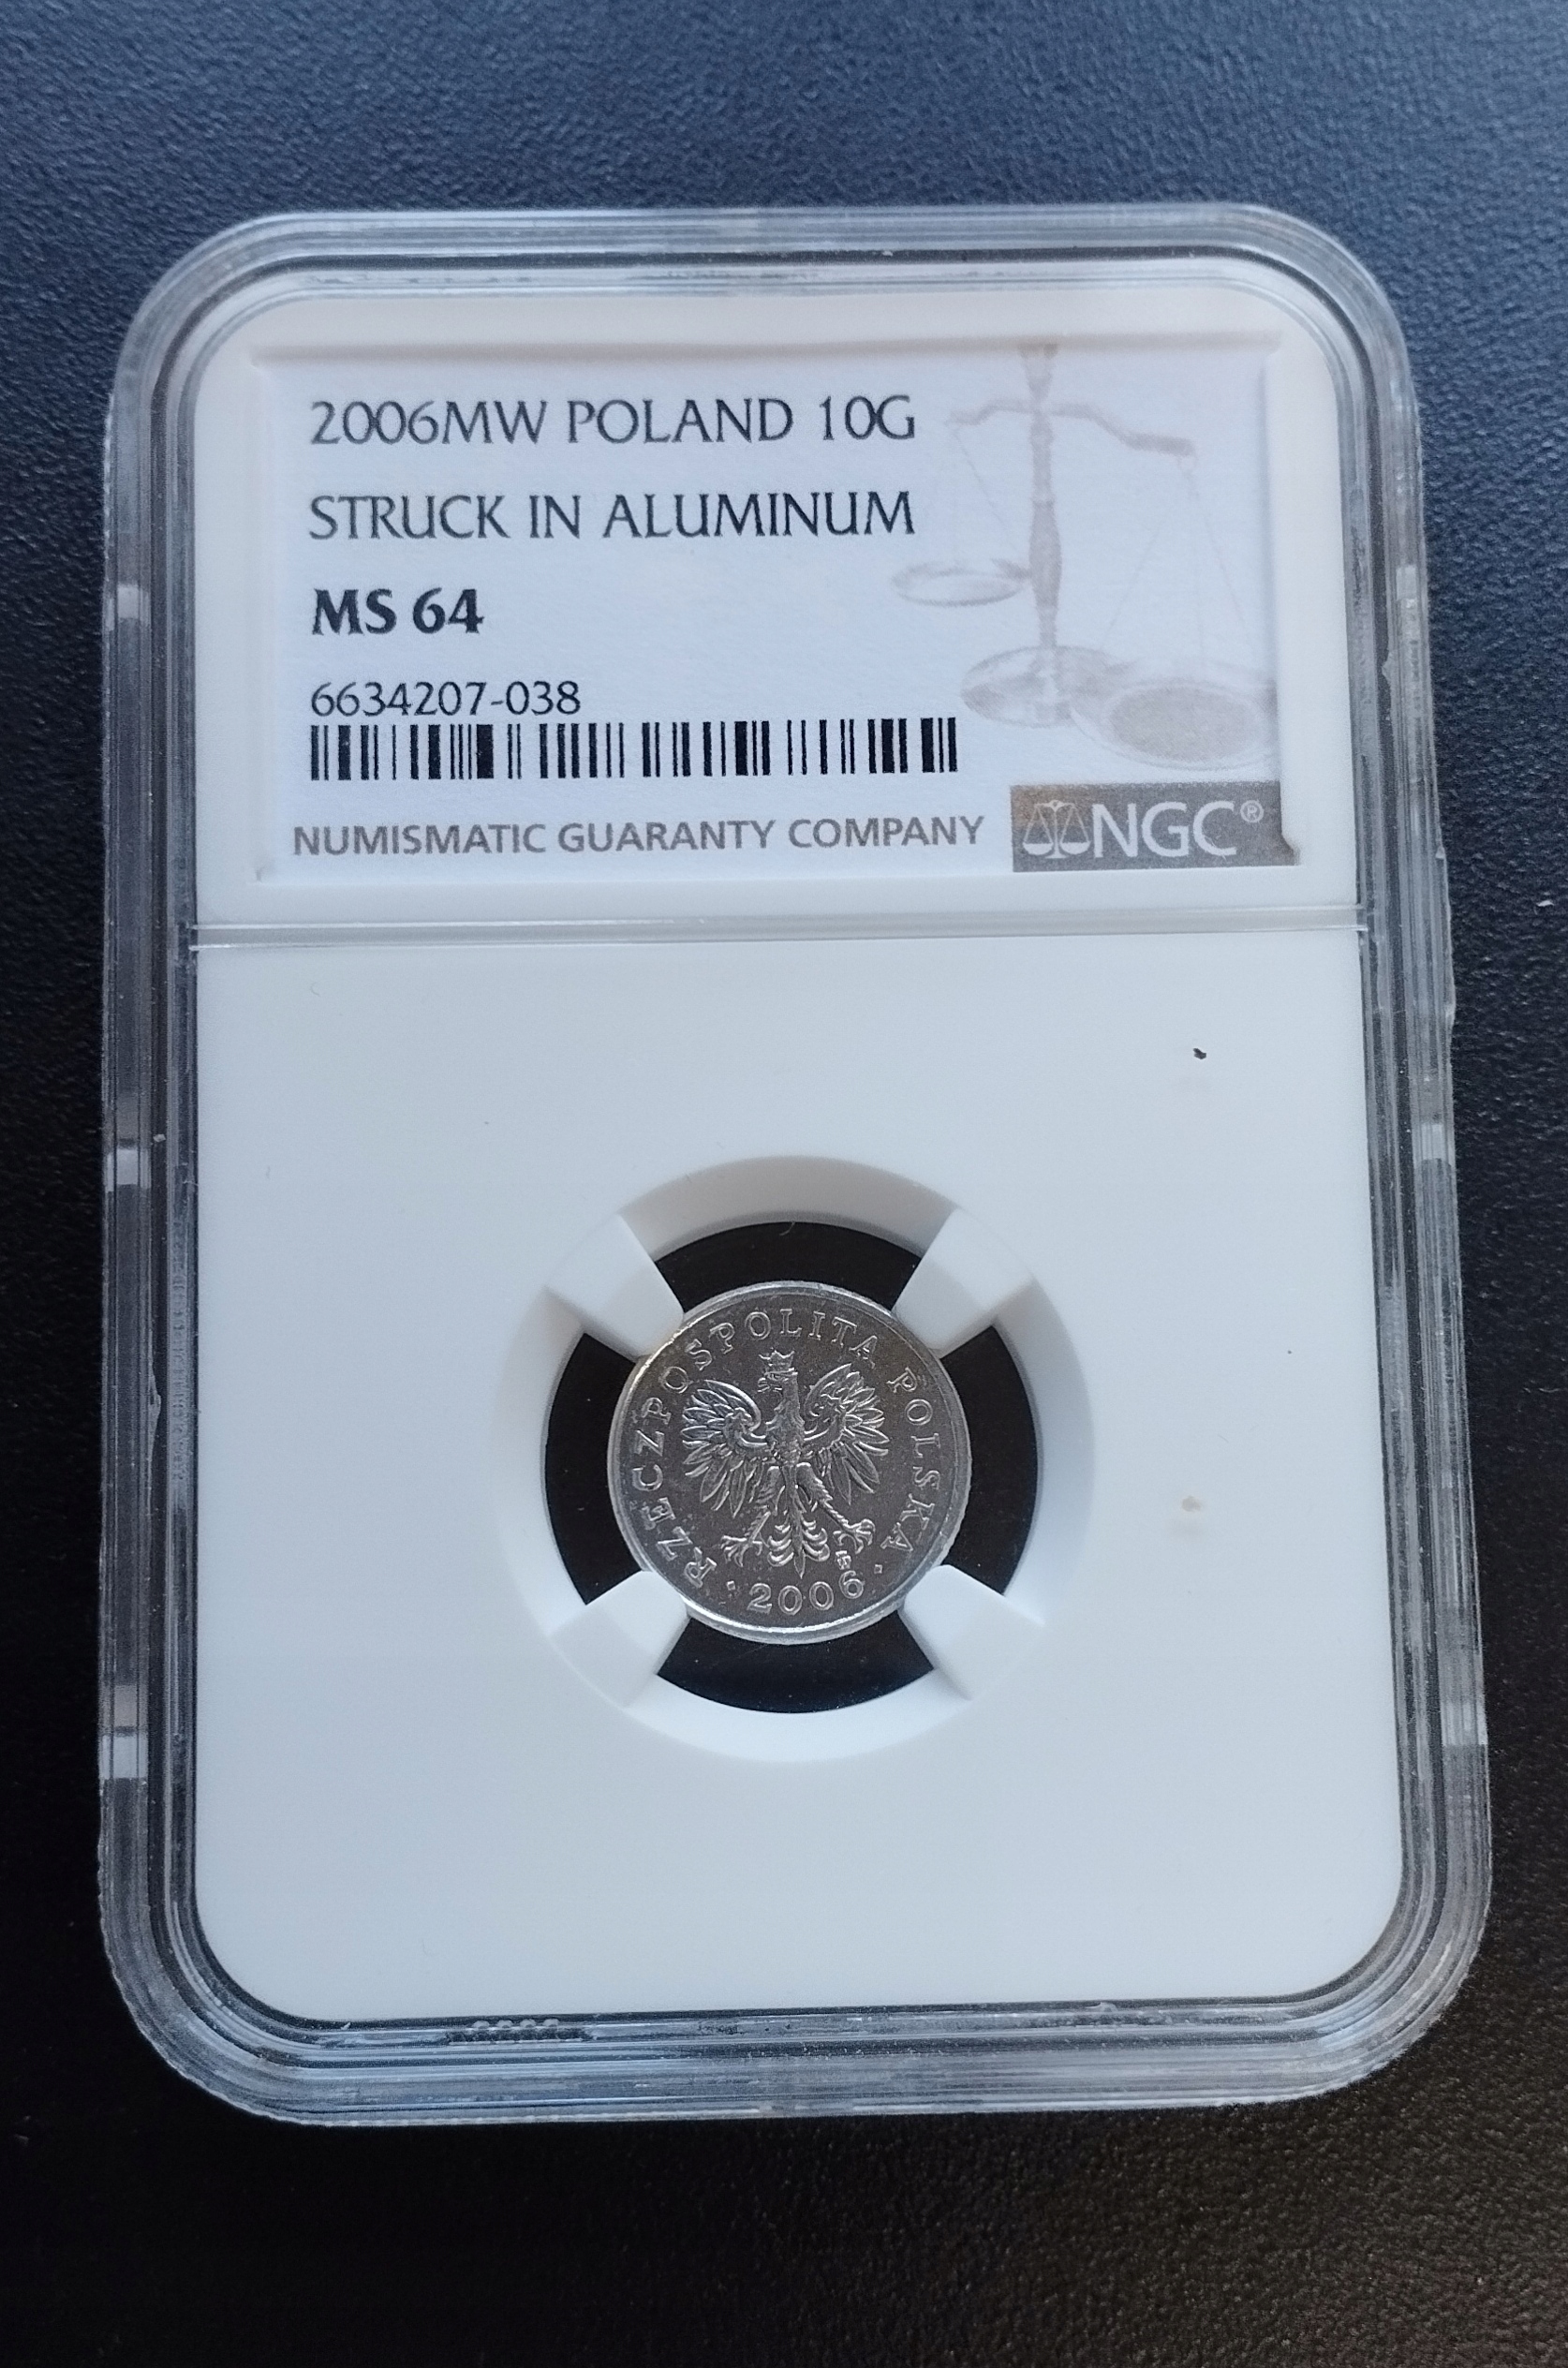 2006MW POLAND 10G
STRUCK IN ALUMINUM
MS 64
6634207-038
NUMISMATIC GUARANTY COMPANY NGC®
RZECZPOSPOLITA POLSKA
2006